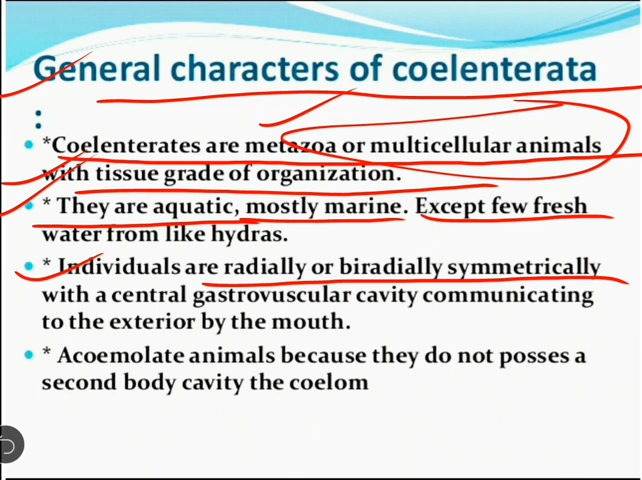 General characters of coelenterata
:
*Coelenterates are metazoa or multicellular animals
with tissue grade of organization.
* They are aquatic, mostly marine. Except few fresh
water from like hydras.
* Individuals are radially or biradially symmetrically
with a central gastrovuscular cavity communicating
to the exterior by the mouth.
* Acoemolate animals because they do not posses a
second body cavity the coelom